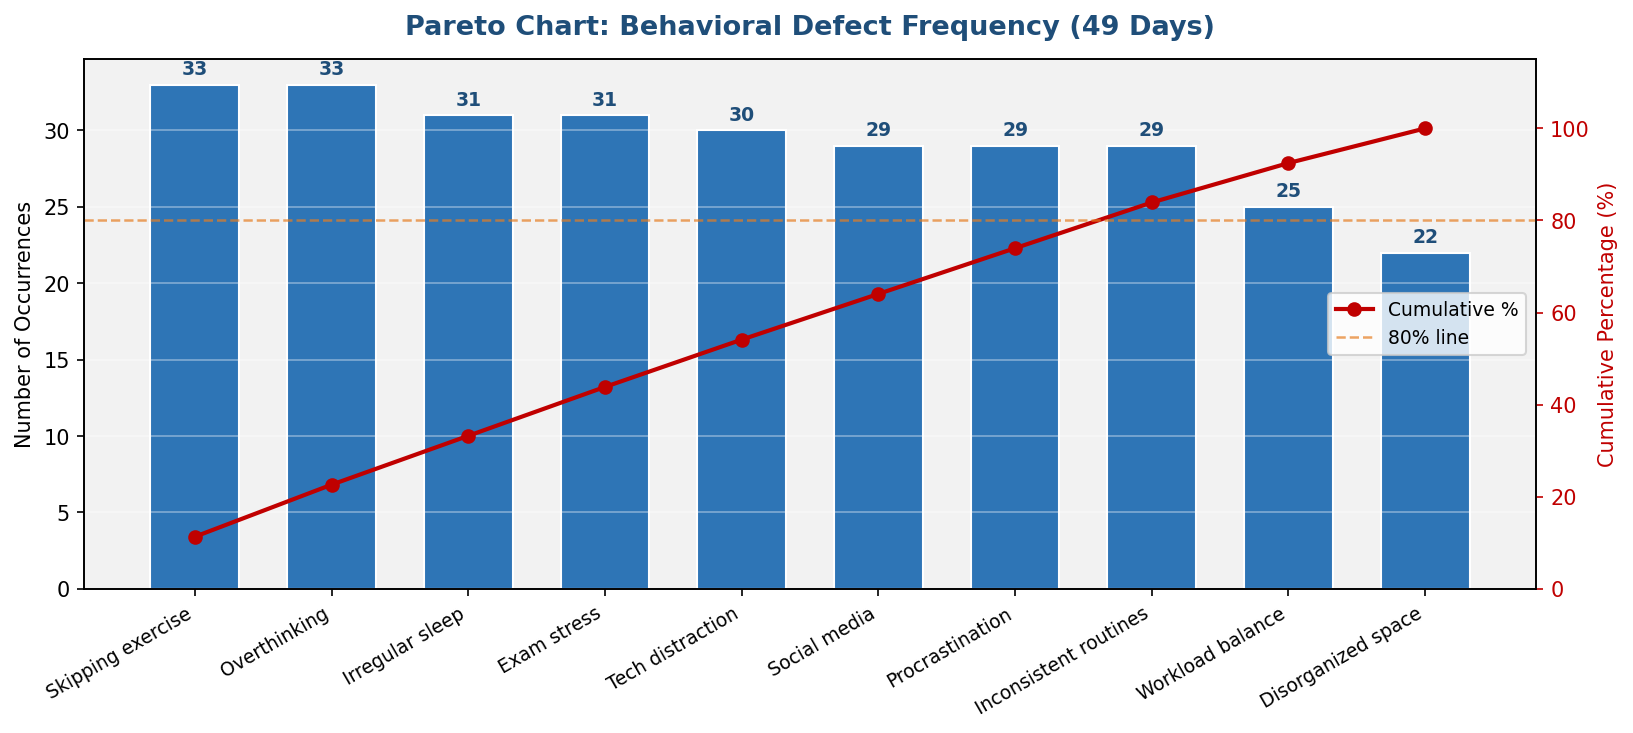 Pareto Chart: Behavioral Defect Frequency (49 Days)
33
33
31
31
30
29
29
29
25
22
30
25
20
15
10
5
0
Number of Occurrences
100
80
60
40
20
0
Cumulative Percentage (%)
Cumulative %
80% line
Skipping exercise
Overthinking
Irregular sleep
Exam stress
Tech distraction
Social media
Procrastination
Inconsistent routines
Workload balance
Disorganized space